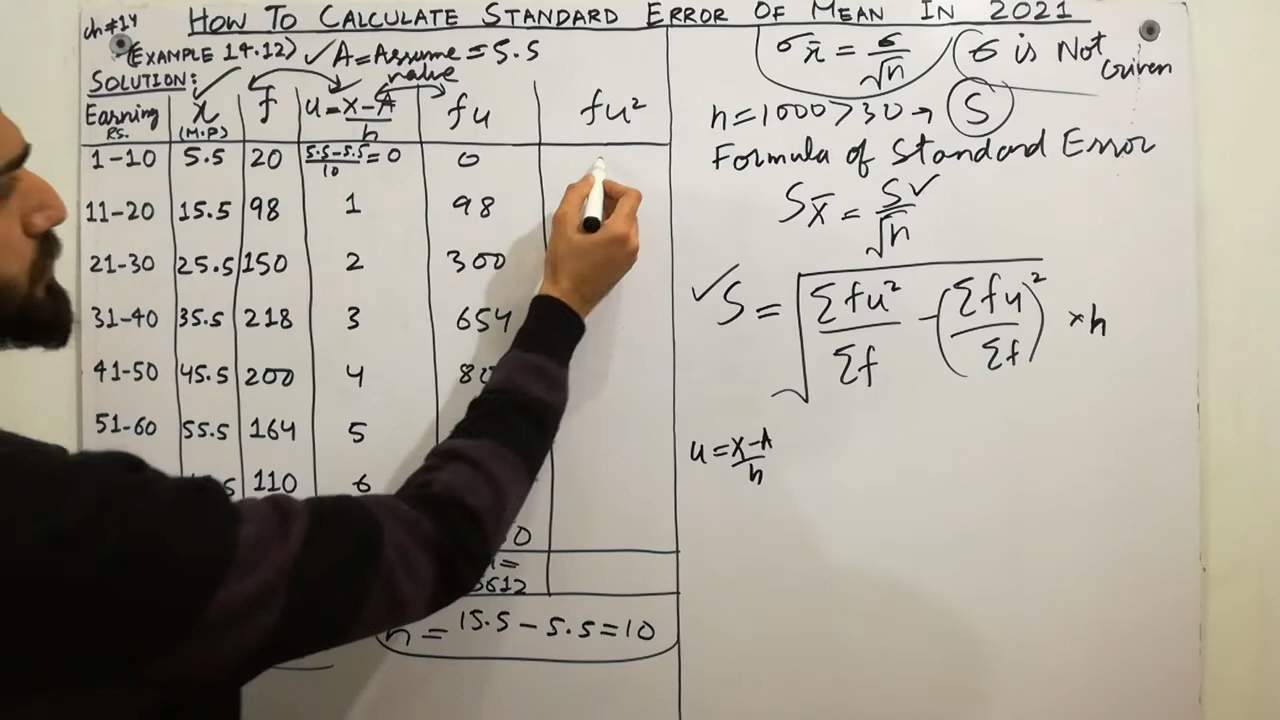 ch#14
HOW TO CALCULATE STANDARD ERROR OF MEAN IN 2021
(EXAMPLE 14.12) ✓A=Assume=5.5
value
SOLUTION:
Earning x f u=x-A/h fu fu²
RS. (M.P)
1-10 5.5 20 5.5-5.5/10=0 0
11-20 15.5 98 1 98
21-30 25.5 150 2 300
31-40 35.5 218 3 654
41-50 45.5 200 4
51-60 55.5 164 5
110 6
=
612
h=15.5-5.5=10
σx̄=σ/√n σ is Not Given
n=1000>30→ S
Formula of Standard Error
Sx̄=S/√n ✓
✓S=√Σfu²/Σf-(Σfu/Σf)²×h
u=x-A/h